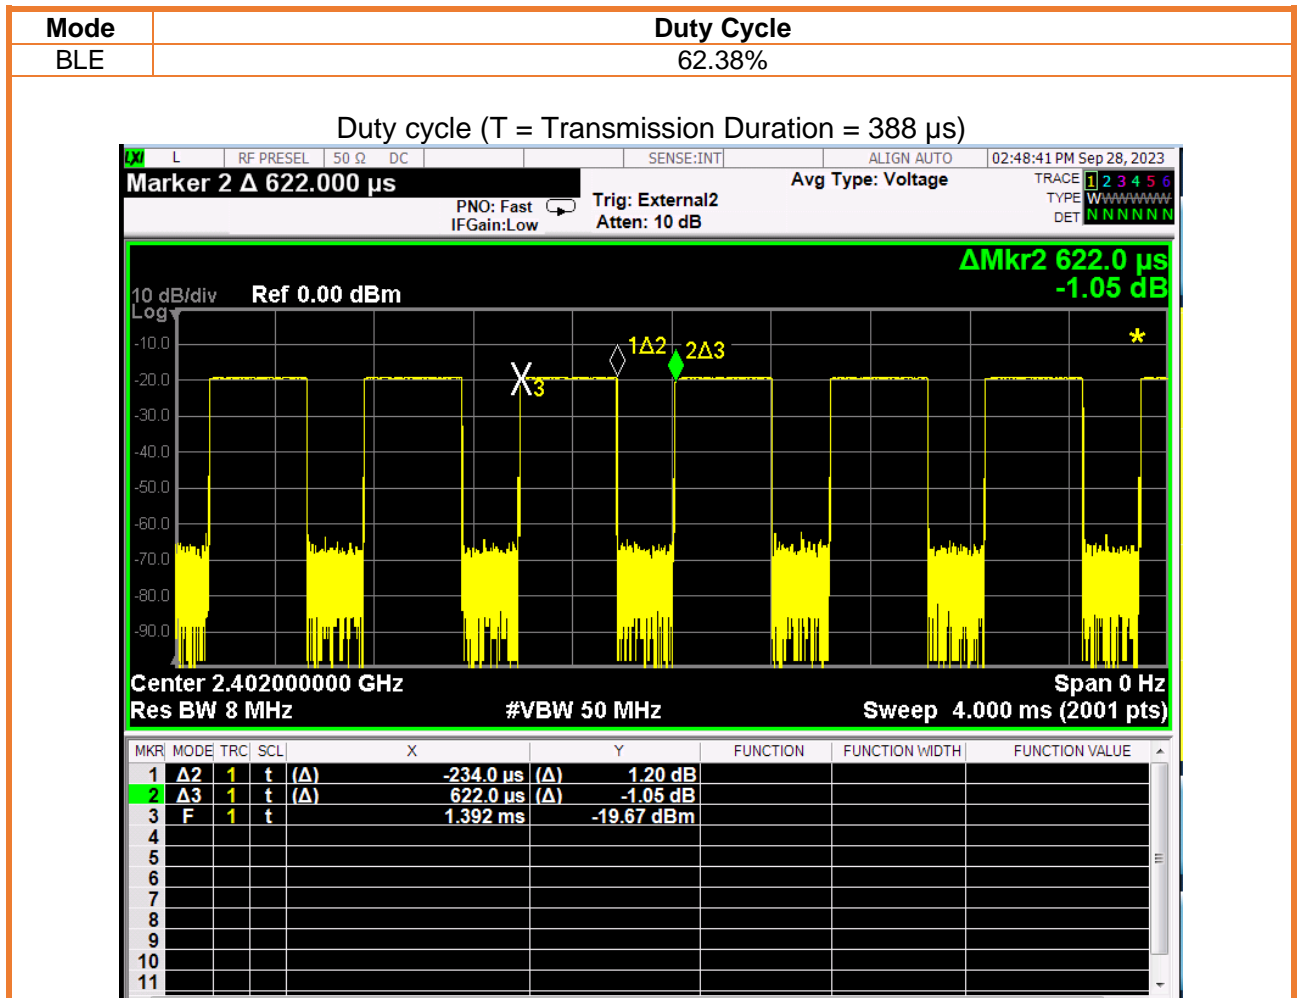 Mode Duty Cycle
BLE 62.38%
Duty cycle (T = Transmission Duration = 388 µs)
LXI L RF PRESEL 50 Ω DC SENSE:INT ALIGN AUTO 02:48:41 PM Sep 28, 2023
Marker 2 Δ 622.000 µs
PNO: Fast
IFGain:Low
Trig: External2
Atten: 10 dB
Avg Type: Voltage
TRACE 1 2 3 4 5 6
TYPE WWWWWW
DET N N N N N N
ΔMkr2 622.0 µs
-1.05 dB
10 dB/div Ref 0.00 dBm
Log
-10.0
-20.0
-30.0
-40.0
-50.0
-60.0
-70.0
-80.0
-90.0
1Δ2
2Δ3
X3
*
Center 2.402000000 GHz Span 0 Hz
Res BW 8 MHz #VBW 50 MHz Sweep 4.000 ms (2001 pts)
MKR MODE TRC SCL X Y FUNCTION FUNCTION WIDTH FUNCTION VALUE
1 Δ2 1 t (Δ) -234.0 µs (Δ) 1.20 dB
2 Δ3 1 t (Δ) 622.0 µs (Δ) -1.05 dB
3 F 1 t 1.392 ms -19.67 dBm
4
5
6
7
8
9
10
11